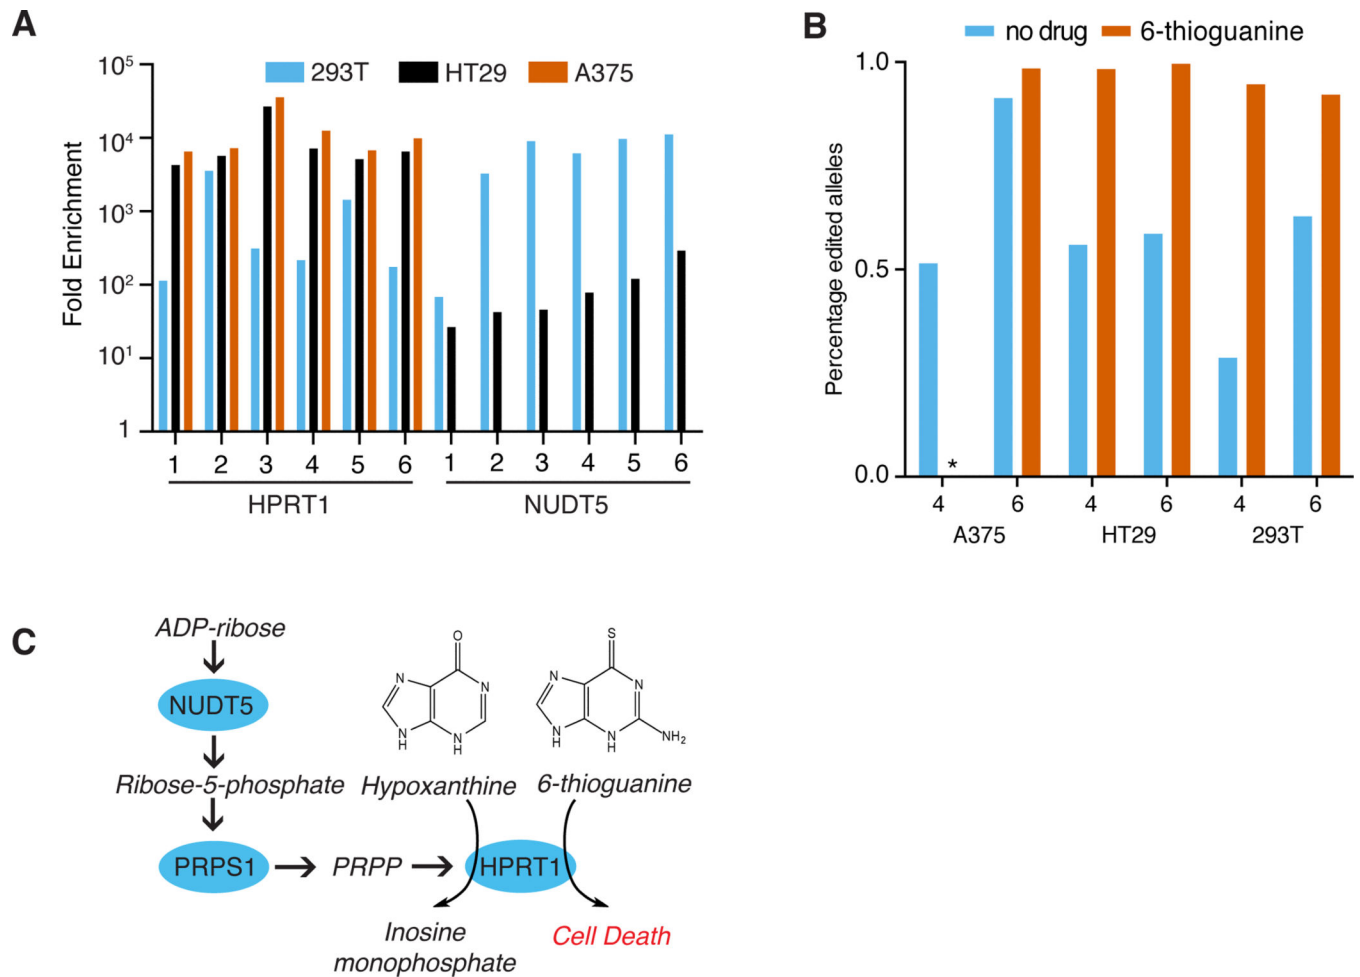 A
293T HT29 A375
Fold Enrichment
10⁵
10⁴
10³
10²
10¹
1
1 2 3 4 5 6 1 2 3 4 5 6
HPRT1 NUDT5
B
no drug 6-thioguanine
Percentage edited alleles
1.0
0.5
0.0
*
4 6 4 6 4 6
A375 HT29 293T
C
ADP-ribose
NUDT5
Ribose-5-phosphate
PRPS1
PRPP
HPRT1
O
N
N
N
H
N
H
Hypoxanthine
S
N
N
N
H
N
H
NH₂
6-thioguanine
Inosine
monophosphate
Cell Death